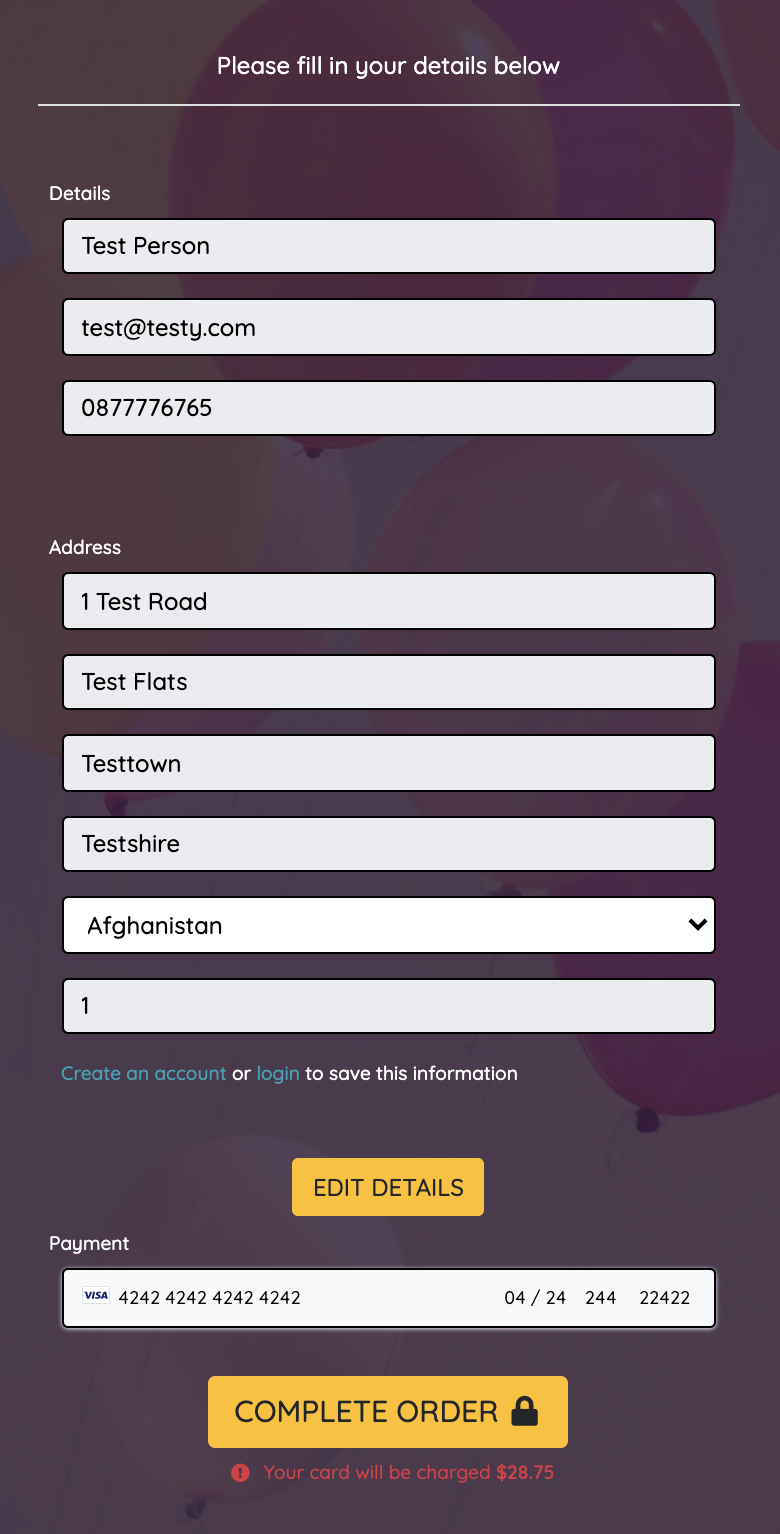 Please fill in your details below
Details
Test Person
test@testy.com
0877776765
Address
1 Test Road
Test Flats
Testtown
Testshire
Afghanistan
1
Create an account or login to save this information
EDIT DETAILS
Payment
VISA 4242 4242 4242 4242 04 / 24 244 22422
COMPLETE ORDER
Your card will be charged $28.75